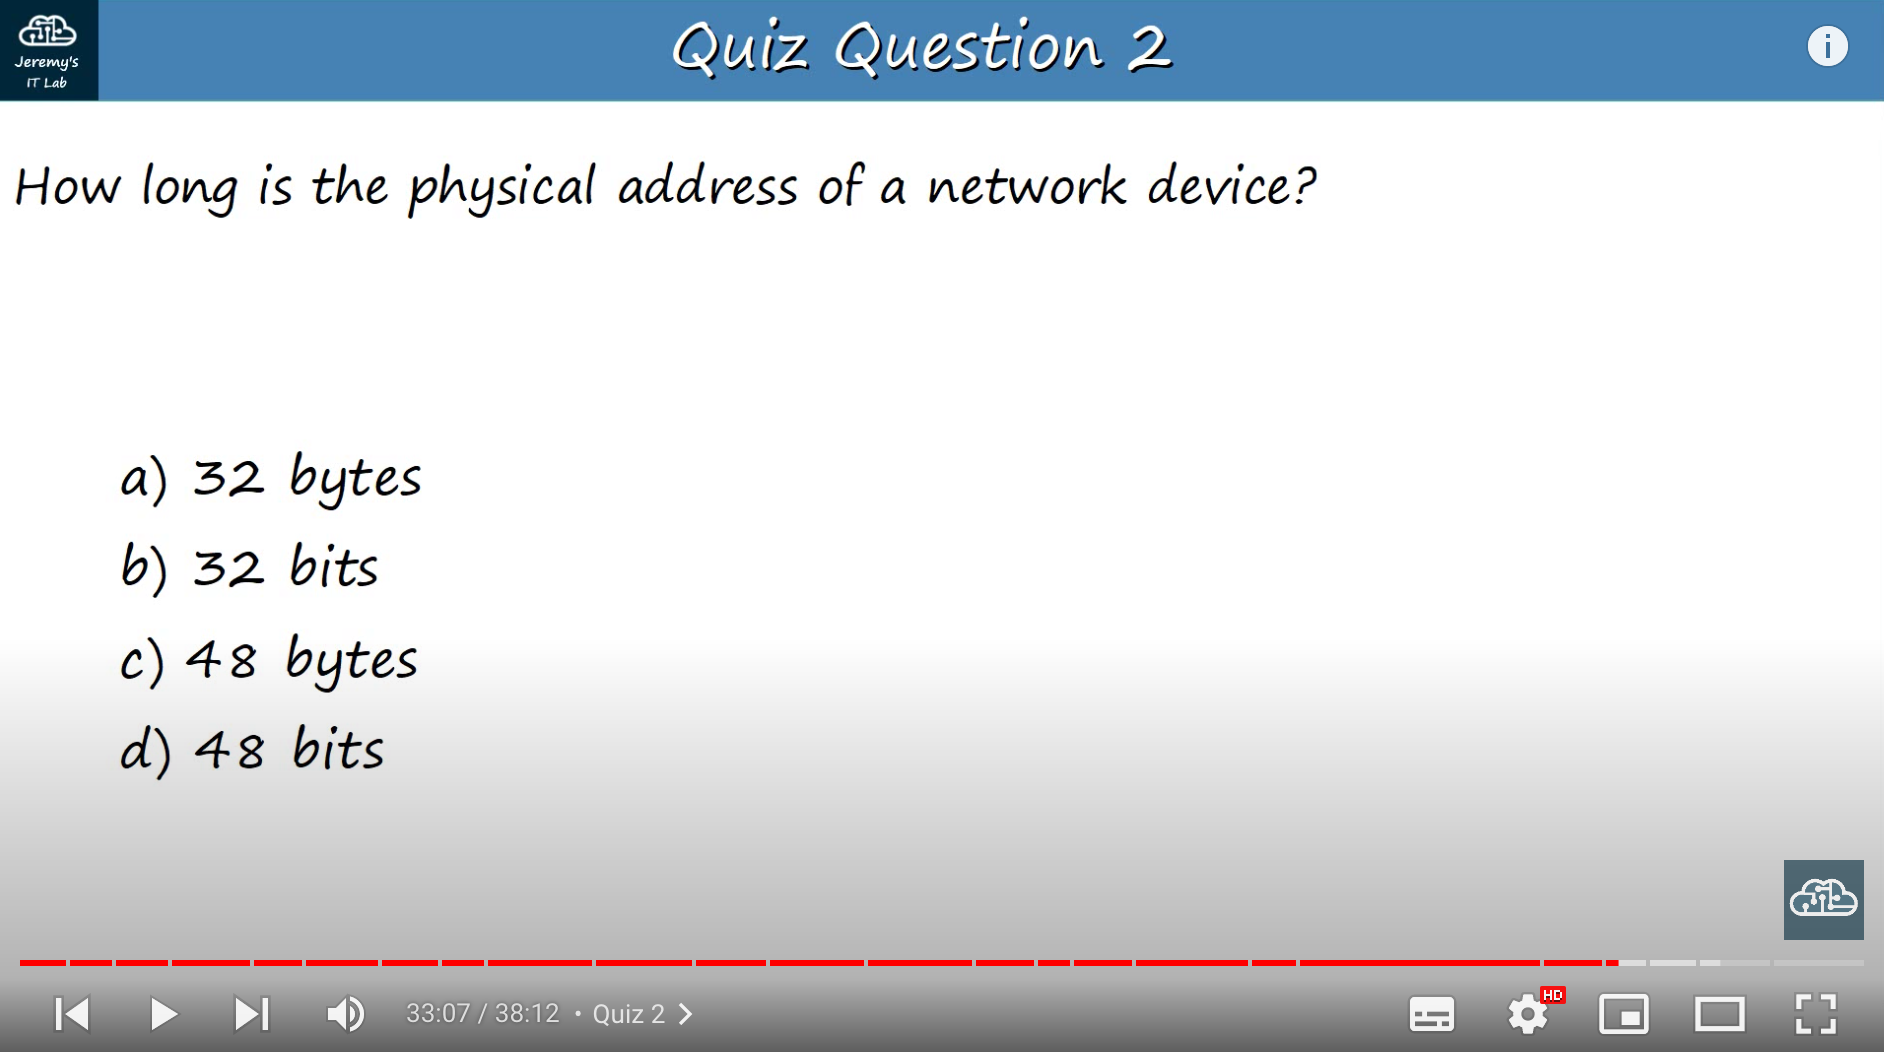 Jeremy's
IT Lab
Quiz Question 2
How long is the physical address of a network device?
a) 32 bytes
b) 32 bits
c) 48 bytes
d) 48 bits
33:07 / 38:12 • Quiz 2
HD